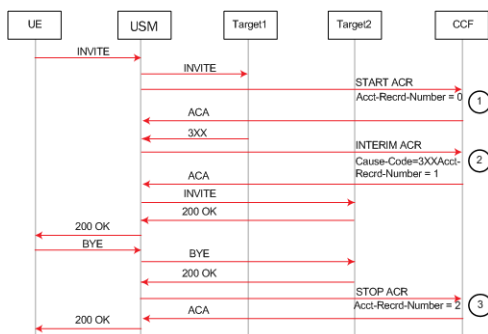 UE
USM
Target1
Target2
CCF
INVITE
INVITE
START ACR
Acct-Recrd-Number = 0
1
ACA
3XX
INTERIM ACR
2
Cause-Code=3XXAcct-
Recrd-Number = 1
ACA
INVITE
200 OK
200 OK
BYE
BYE
200 OK
STOP ACR
Acct-Recrd-Number = 2
3
ACA
200 OK